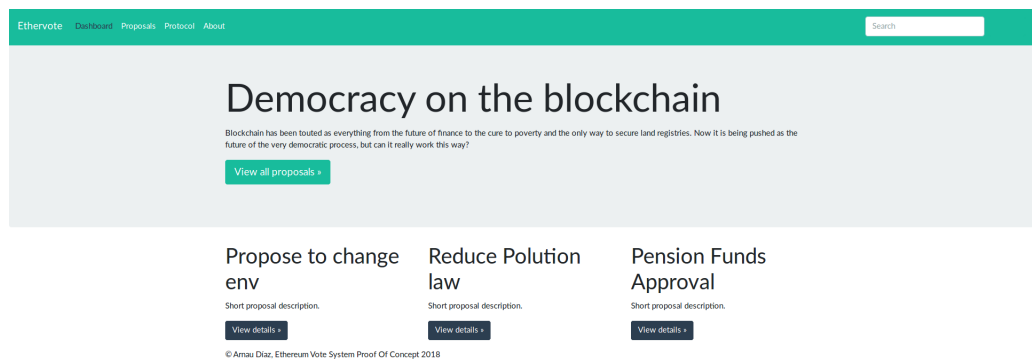 Ethervote Dashboard Proposals Protocol About Search
Democracy on the blockchain
Blockchain has been touted as everything from the future of finance to the cure to poverty and the only way to secure land registries. Now it is being pushed as the
future of the very democratic process, but can it really work this way?
View all proposals »
Propose to change
env
Short proposal description.
View details »
Reduce Polution
law
Short proposal description.
View details »
Pension Funds
Approval
Short proposal description.
View details »
© Arnau Díaz, Ethereum Vote System Proof Of Concept 2018